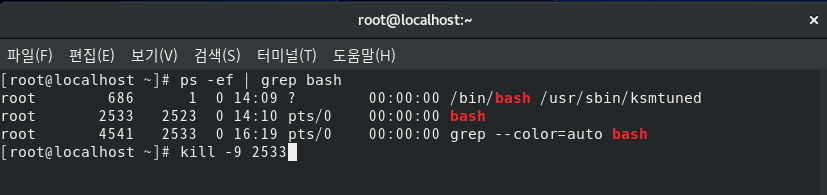 root@localhost:~
파일(F) 편집(E) 보기(V) 검색(S) 터미널(T) 도움말(H)
[root@localhost ~]# ps -ef | grep bash
root 686 1 0 14:09 ? 00:00:00 /bin/bash /usr/sbin/ksmtuned
root 2533 2523 0 14:10 pts/0 00:00:00 bash
root 4541 2533 0 16:19 pts/0 00:00:00 grep --color=auto bash
[root@localhost ~]# kill -9 2533